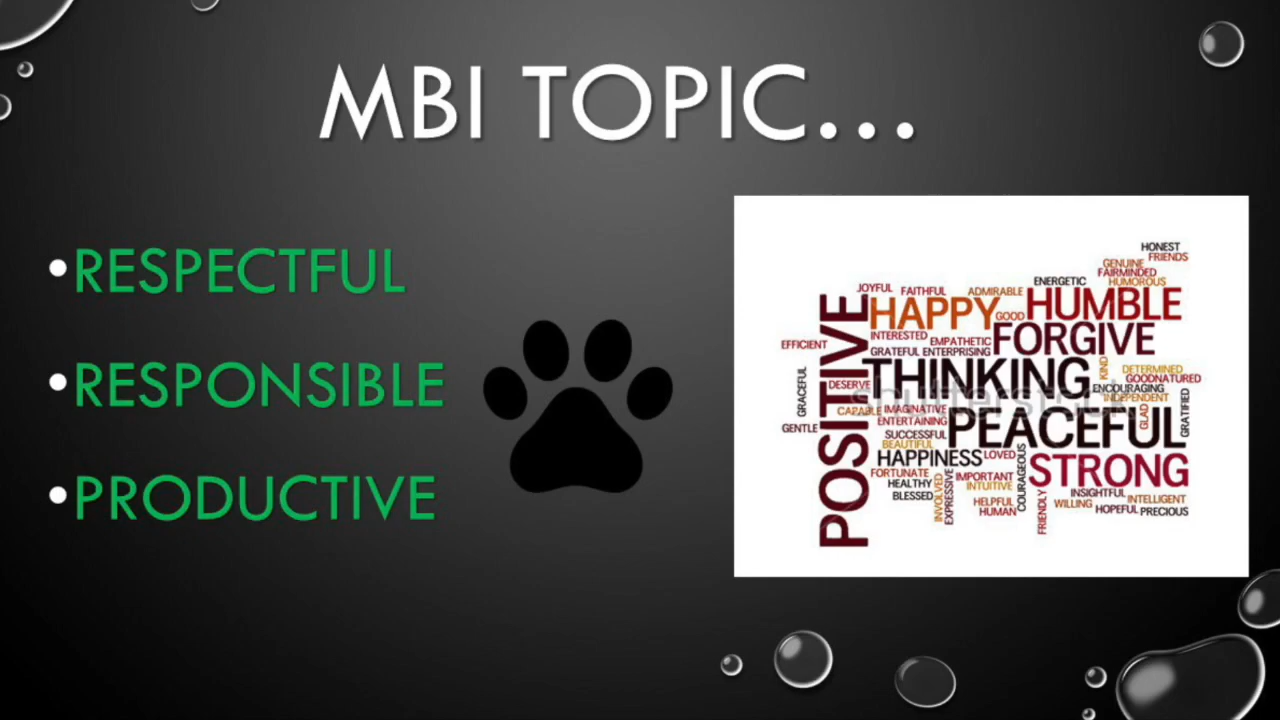 MBI TOPIC...
•RESPECTFUL
•RESPONSIBLE
•PRODUCTIVE
HONEST
FRIENDS
GENUINE
FAIRMINDED
ENERGETIC HUMOROUS
JOYFUL FAITHFUL ADMIRABLE
HAPPY GOOD HUMBLE
POSITIVE
INTERESTED EMPATHETIC FORGIVE
EFFICIENT
GRATEFUL ENTERPRISING
KIND
GRACEFUL
DESERVE THINKING DETERMINED
GOODNATURED
ENCOURAGING
INDEPENDENT
CAPABLE IMAGINATIVE
shutterstock
GLAD
GRATIFIED
GENTLE ENTERTAINING PEACEFUL
SUCCESSFUL
BEAUTIFUL
HAPPINESS LOVED STRONG
COURAGEOUS
FORTUNATE IMPORTANT
HEALTHY INTUITIVE
BLESSED
INVOLVED
EXPRESSIVE
HELPFUL
HUMAN
FRIENDLY
INSIGHTFUL
WILLING INTELLIGENT
HOPEFUL PRECIOUS